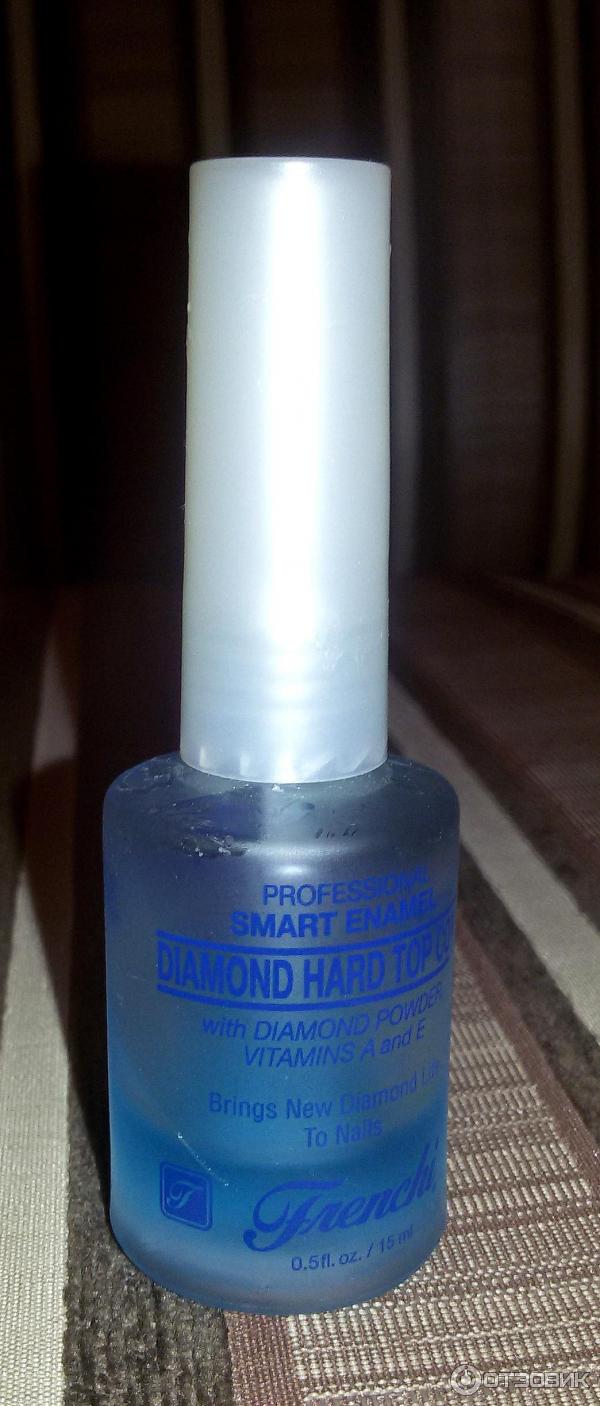 PROFESSIONAL
SMART ENAMEL
DIAMOND HARD TOP CO
with DIAMOND POWDER,
VITAMINS A and E
Brings New Diamond Life
To Nails
F
Frenchi
0.5fl. oz. / 15 ml
ОТЗОВИК